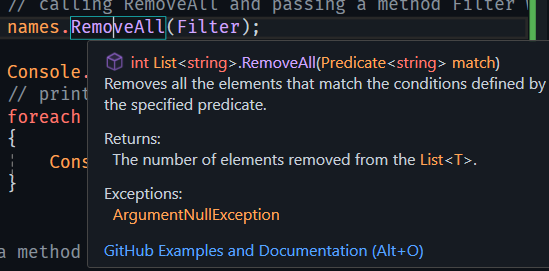 // calling RemoveAll and passing a method Filter
names.RemoveAll(Filter);
int List<string>.RemoveAll(Predicate<string> match)
Console.
Removes all the elements that match the conditions defined by
// prin
the specified predicate.
foreach
{
Returns:
Cons
The number of elements removed from the List<T>.
}
Exceptions:
ArgumentNullException
a method
GitHub Examples and Documentation (Alt+O)